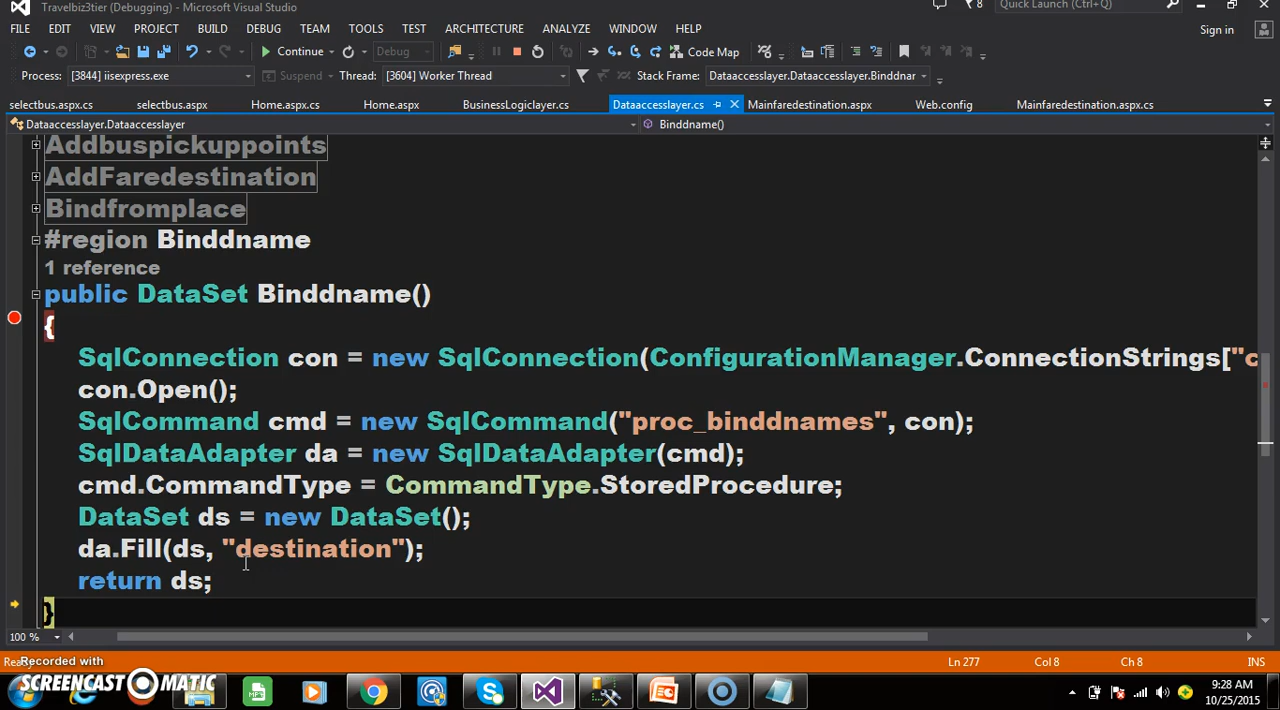 Travelbiz3tier (Debugging) - Microsoft Visual Studio
8
Quick Launch (Ctrl+Q)
FILE EDIT VIEW PROJECT BUILD DEBUG TEAM TOOLS TEST ARCHITECTURE ANALYZE WINDOW HELP
Sign in
Continue Debug Code Map
Process: [3844] iisexpress.exe Suspend Thread: [3604] Worker Thread Stack Frame: Dataaccesslayer.Dataaccesslayer.Binddnar
selectbus.aspx.cs selectbus.aspx Home.aspx.cs Home.aspx BusinessLogiclayer.cs Dataaccesslayer.cs Mainfaredestination.aspx Web.config Mainfaredestination.aspx.cs
Dataaccesslayer.Dataaccesslayer Binddname()
Addbuspickuppoints
AddFaredestination
Bindfromplace
#region Binddname
1 reference
public DataSet Binddname()
{
SqlConnection con = new SqlConnection(ConfigurationManager.ConnectionStrings["c
con.Open();
SqlCommand cmd = new SqlCommand("proc_binddnames", con);
SqlDataAdapter da = new SqlDataAdapter(cmd);
cmd.CommandType = CommandType.StoredProcedure;
DataSet ds = new DataSet();
da.Fill(ds, "destination");
return ds;
}
100 %
Rea Ln 277 Col 8 Ch 8 INS
Recorded with
SCREENCAST MATIC
9:28 AM
10/25/2015